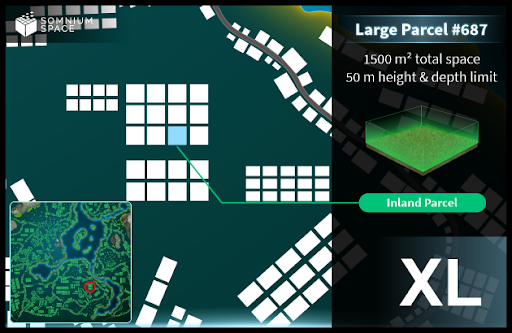 SOMNIUM
SPACE
Large Parcel #687
1500 m² total space
50 m height & depth limit
Inland Parcel
XL